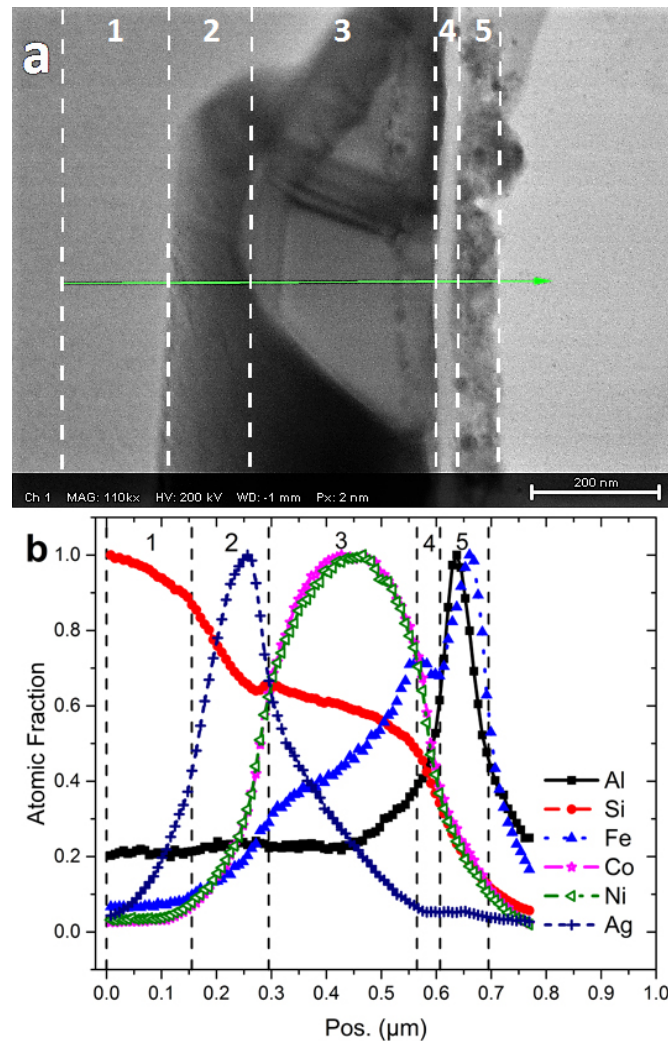 a 1 2 3 4 5
Ch 1 MAG: 110kx HV: 200 kV WD: -1 mm Px: 2 nm 200 nm
b
1 2 3 4 5
1.0
0.8
0.6
0.4
0.2
0.0
Atomic Fraction
Al
Si
Fe
Co
Ni
Ag
0.0 0.1 0.2 0.3 0.4 0.5 0.6 0.7 0.8 0.9 1.0
Pos. (μm)